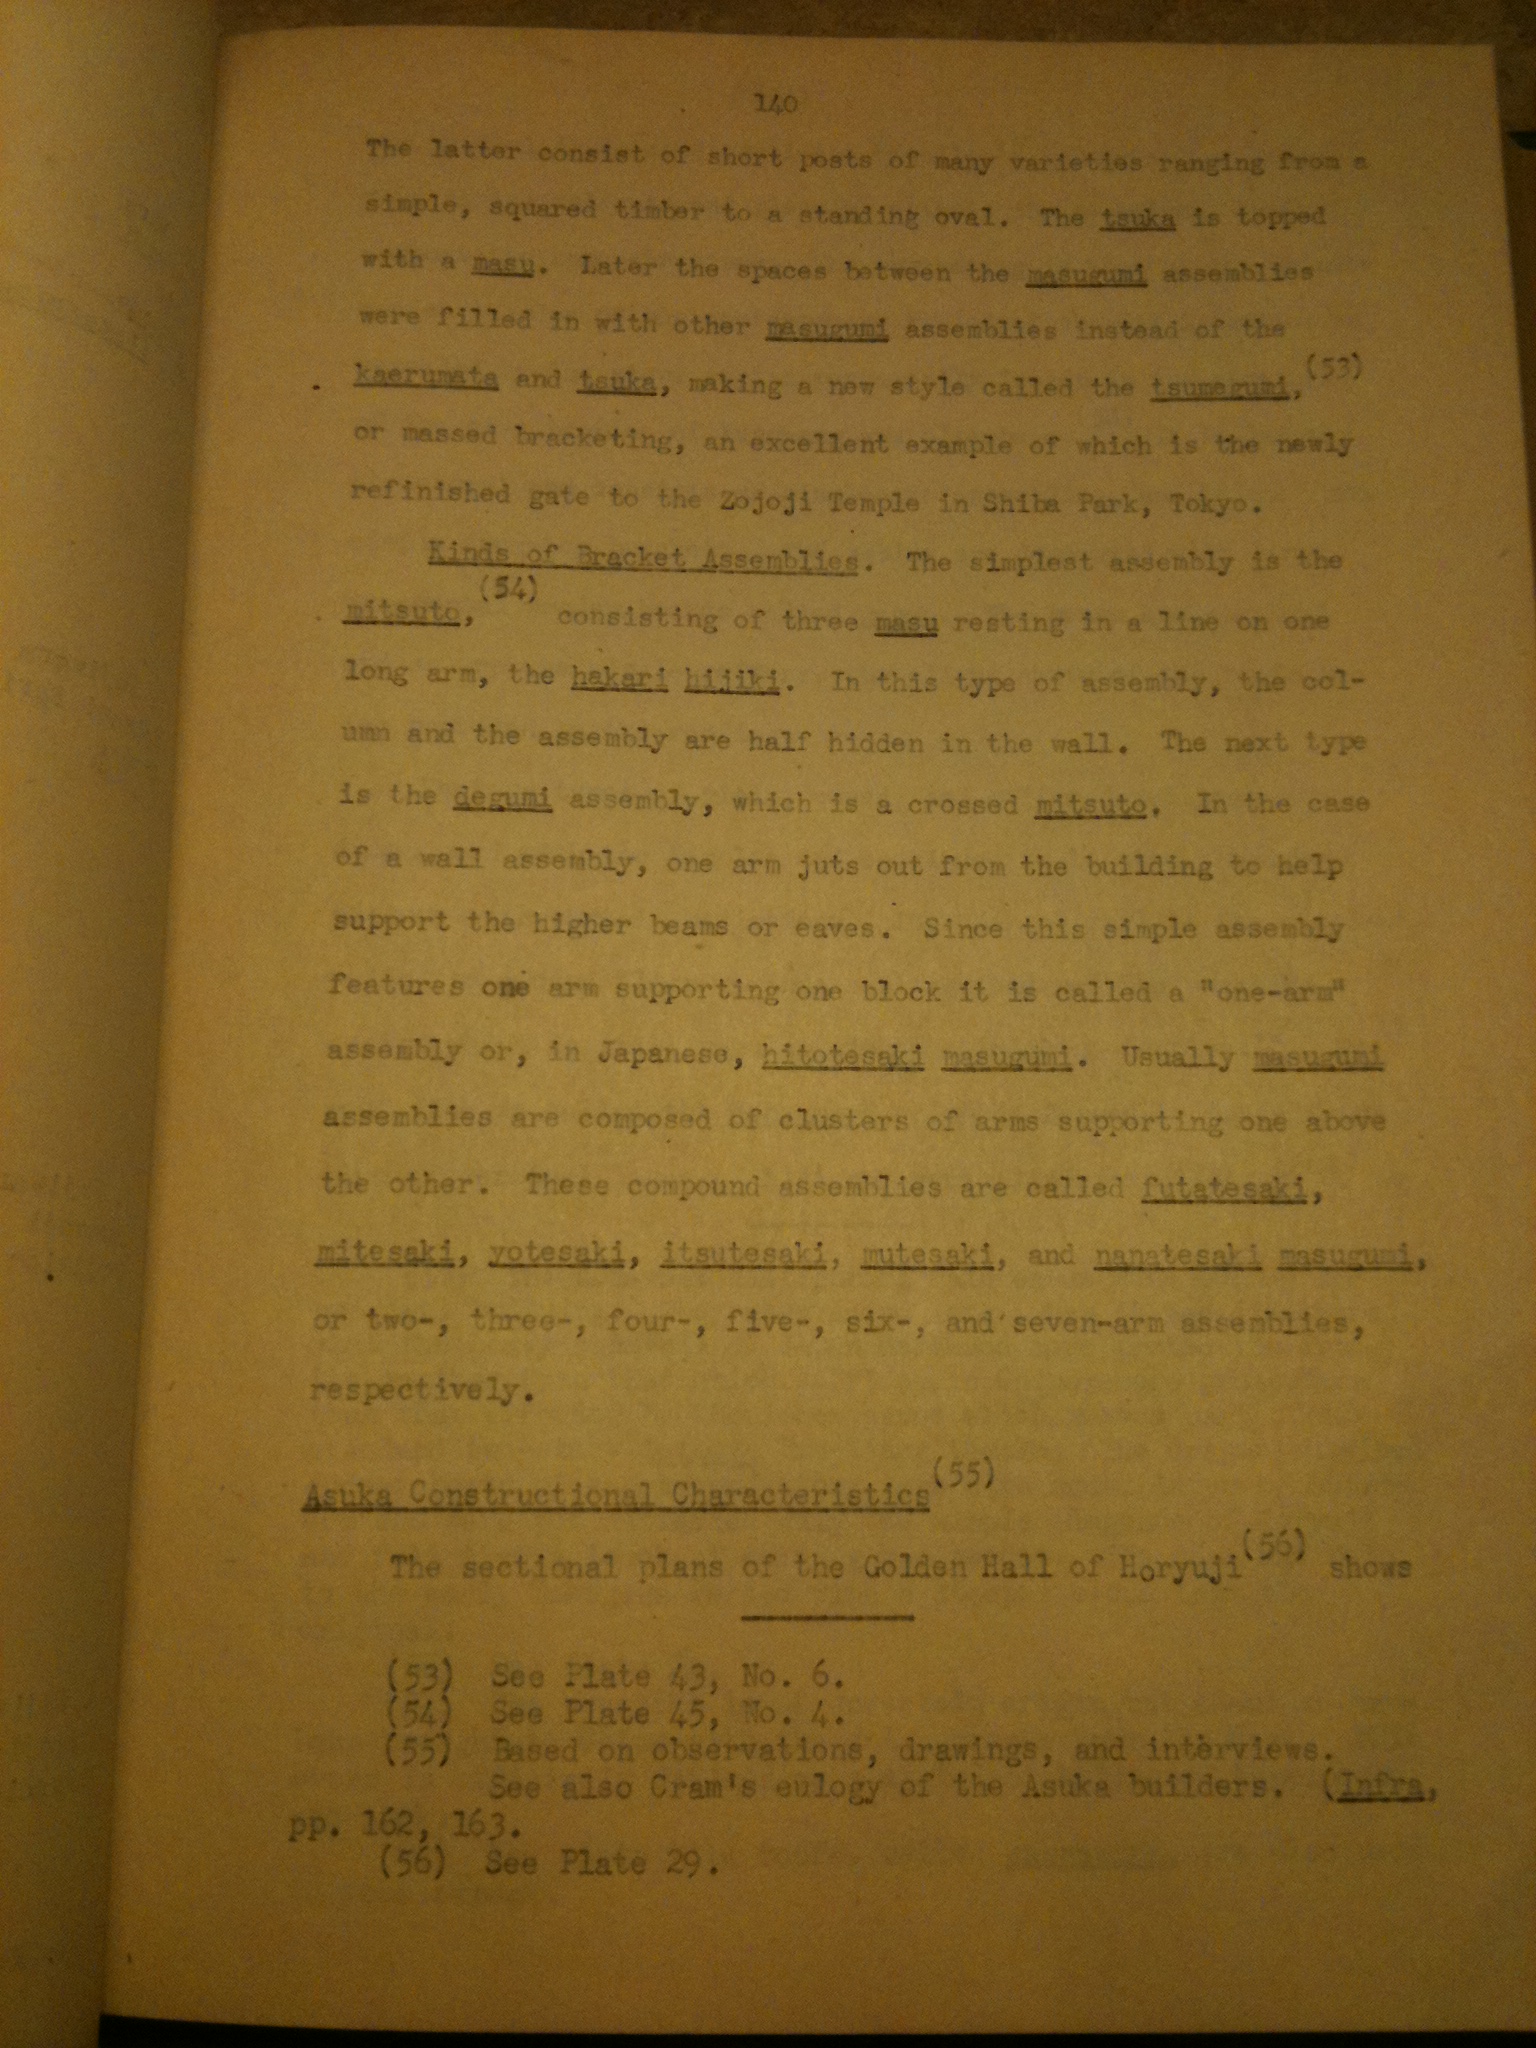 140
The latter consist of short posts of many varieties ranging from a
simple, squared timber to a standing oval. The tsuka is topped
with a masu. Later the spaces between the masugumi assemblies
were filled in with other masugumi assemblies instead of the
kaerumata and tsuka, making a new style called the tsumegumi,(53)
or massed bracketing, an excellent example of which is the newly
refinished gate to the Zojoji Temple in Shiba Park, Tokyo.
Kinds of Bracket Assemblies. The simplest assembly is the
mitsuto,(54) consisting of three masu resting in a line on one
long arm, the hakari hijiki. In this type of assembly, the col-
umn and the assembly are half hidden in the wall. The next type
is the degumi assembly, which is a crossed mitsuto. In the case
of a wall assembly, one arm juts out from the building to help
support the higher beams or eaves. Since this simple assembly
features one arm supporting one block it is called a "one-arm"
assembly or, in Japanese, hitotesaki masugumi. Usually masugumi
assemblies are composed of clusters of arms supporting one above
the other. These compound assemblies are called futatesaki,
mitesaki, yotesaki, itsutesaki, mutesaki, and nanatesaki masugumi,
or two-, three-, four-, five-, six-, and seven-arm assemblies,
respectively.
Asuka Constructional Characteristics(55)
The sectional plans of the Golden Hall of Horyuji(56) shows
(53) See Plate 43, No. 6.
(54) See Plate 45, No. 4.
(55) Based on observations, drawings, and interviews.
See also Cram's eulogy of the Asuka builders. (Infra,
pp. 162, 163.
(56) See Plate 29.